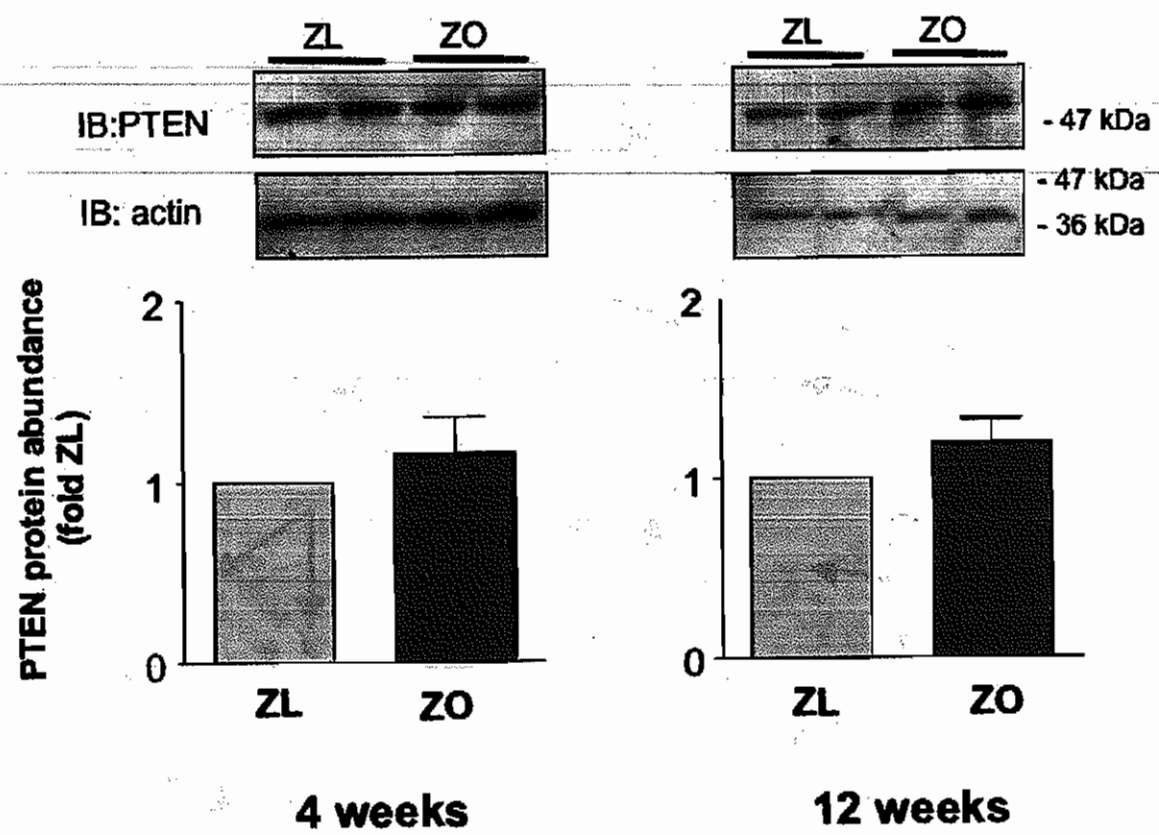 ZL ZO ZL ZO
IB:PTEN - 47 kDa
- 47 kDa
IB: actin - 36 kDa
PTEN protein abundance
(fold ZL)
2 2
1 1
0 0
ZL ZO ZL ZO
4 weeks 12 weeks